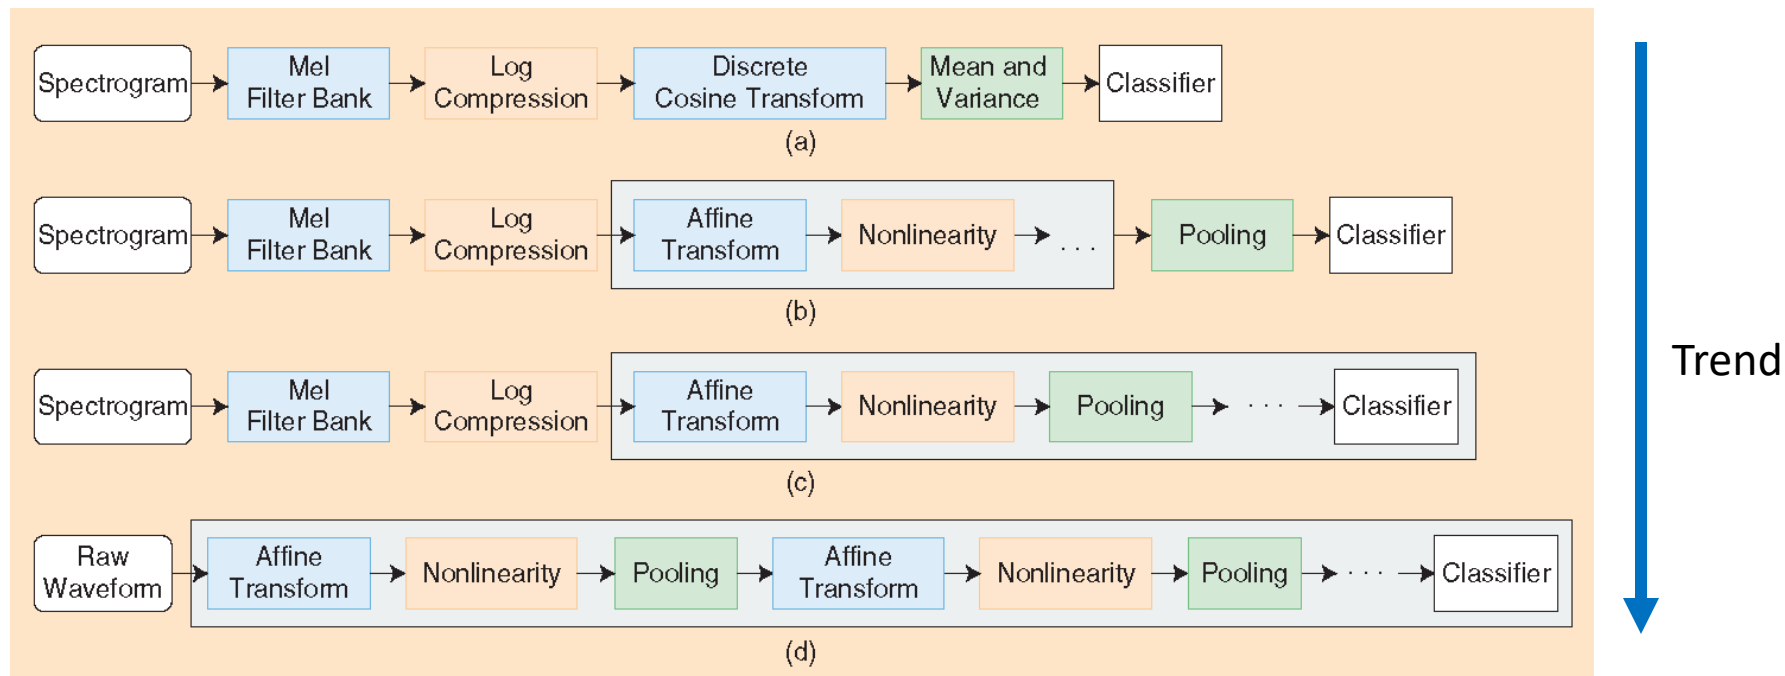 Spectrogram
Mel
Filter Bank
Log
Compression
Discrete
Cosine Transform
Mean and
Variance
Classifier
(a)
Spectrogram
Mel
Filter Bank
Log
Compression
Affine
Transform
Nonlinearity
. . .
Pooling
Classifier
(b)
Spectrogram
Mel
Filter Bank
Log
Compression
Affine
Transform
Nonlinearity
Pooling
. . .
Classifier
(c)
Raw
Waveform
Affine
Transform
Nonlinearity
Pooling
Affine
Transform
Nonlinearity
Pooling
. . .
Classifier
(d)
Trend